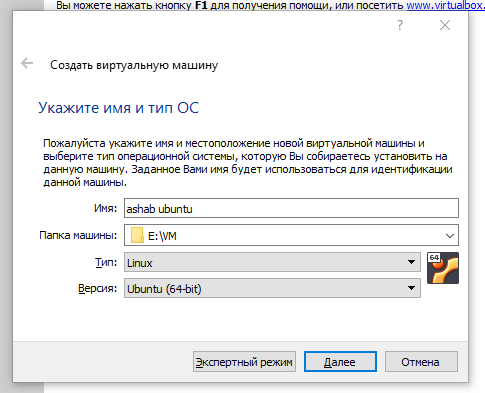 Вы можете нажать кнопку F1 для получения помощи, или посетить www.virtualbox.
? ✕
← Создать виртуальную машину
Укажите имя и тип ОС
Пожалуйста укажите имя и местоположение новой виртуальной машины и
выберите тип операционной системы, которую Вы собираетесь установить на
данную машину. Заданное Вами имя будет использоваться для идентификации
данной машины.
Имя: ashab ubuntu
Папка машины: E:\VM
Тип: Linux
64
Версия: Ubuntu (64-bit)
Экспертный режим Далее Отмена